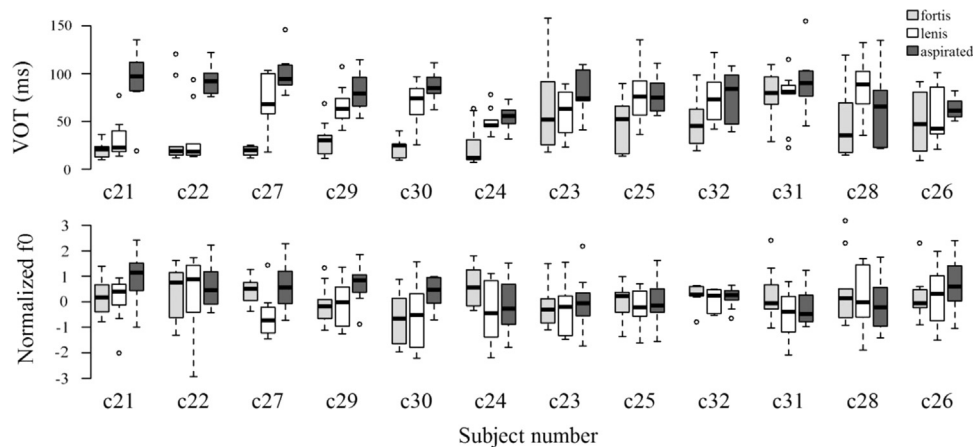 VOT (ms)
150
100
50
0
fortis
lenis
aspirated
c21 c22 c27 c29 c30 c24 c23 c25 c32 c31 c28 c26
Normalized f0
3
2
1
0
-1
-2
-3
c21 c22 c27 c29 c30 c24 c23 c25 c32 c31 c28 c26
Subject number